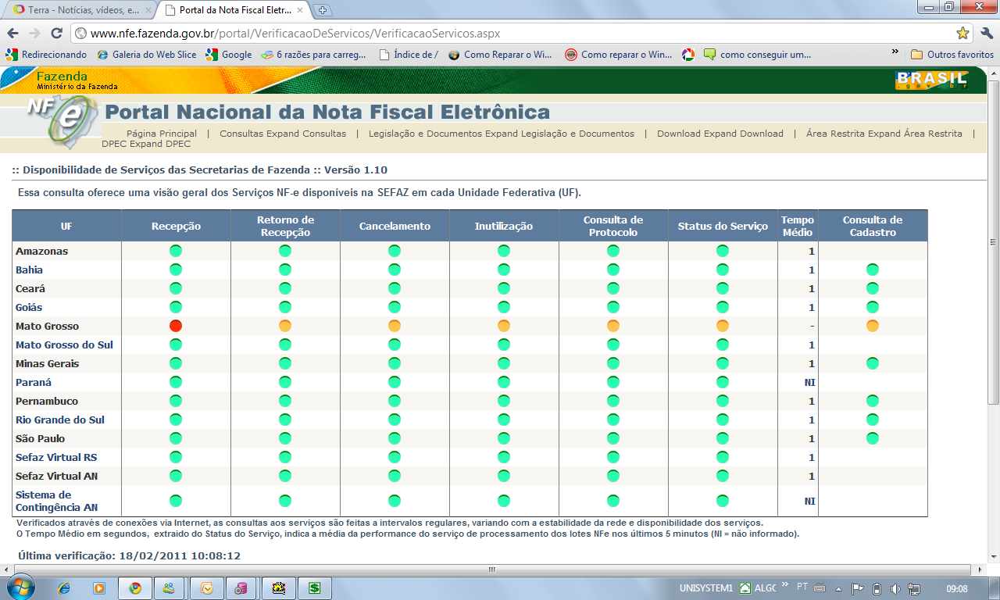 Terra - Notícias, vídeos, e...
Portal da Nota Fiscal Eletr...
www.nfe.fazenda.gov.br/portal/VerificacaoDeServicos/VerificacaoServicos.aspx
Redirecionando Galeria do Web Slice Google 6 razões para carreg... Índice de / Como Reparar o Wi... Como reparar o Win... como conseguir um... » Outros favoritos
Fazenda
Ministério da Fazenda
BRASIL
NF e
Portal Nacional da Nota Fiscal Eletrônica
Página Principal | Consultas Expand Consultas | Legislação e Documentos Expand Legislação e Documentos | Download Expand Download | Área Restrita Expand Área Restrita |
DPEC Expand DPEC
:: Disponibilidade de Serviços das Secretarias de Fazenda :: Versão 1.10
Essa consulta oferece uma visão geral dos Serviços NF-e disponíveis na SEFAZ em cada Unidade Federativa (UF).
UF Recepção Retorno de Recepção Cancelamento Inutilização Consulta de Protocolo Status do Serviço Tempo Médio Consulta de Cadastro
Amazonas 1
Bahia 1
Ceará 1
Goiás 1
Mato Grosso -
Mato Grosso do Sul 1
Minas Gerais 1
Paraná NI
Pernambuco 1
Rio Grande do Sul 1
São Paulo 1
Sefaz Virtual RS 1
Sefaz Virtual AN 1
Sistema de Contingência AN NI
Verificados através de conexões via Internet, as consultas aos serviços são feitas a intervalos regulares, variando com a estabilidade da rede e disponibilidade dos serviços.
O Tempo Médio em segundos, extraido do Status do Serviço, indica a média da performance do serviço de processamento dos lotes NFe nos últimos 5 minutos (NI = não informado).
Última verificação: 18/02/2011 10:08:12
UNISYSTEM1 ALGC » PT 09:08